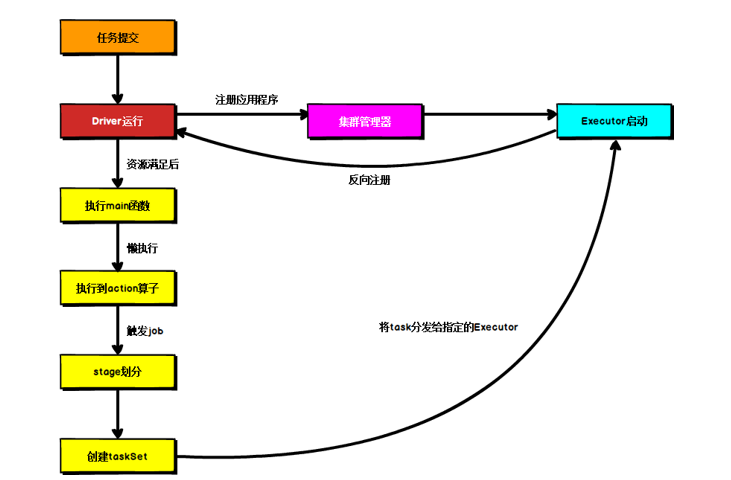 任务提交
注册应用程序
Driver运行
集群管理器
Executor启动
资源满足后
反向注册
执行main函数
懒执行
执行到action算子
触发job
将task分发给指定的Executor
stage划分
创建taskSet